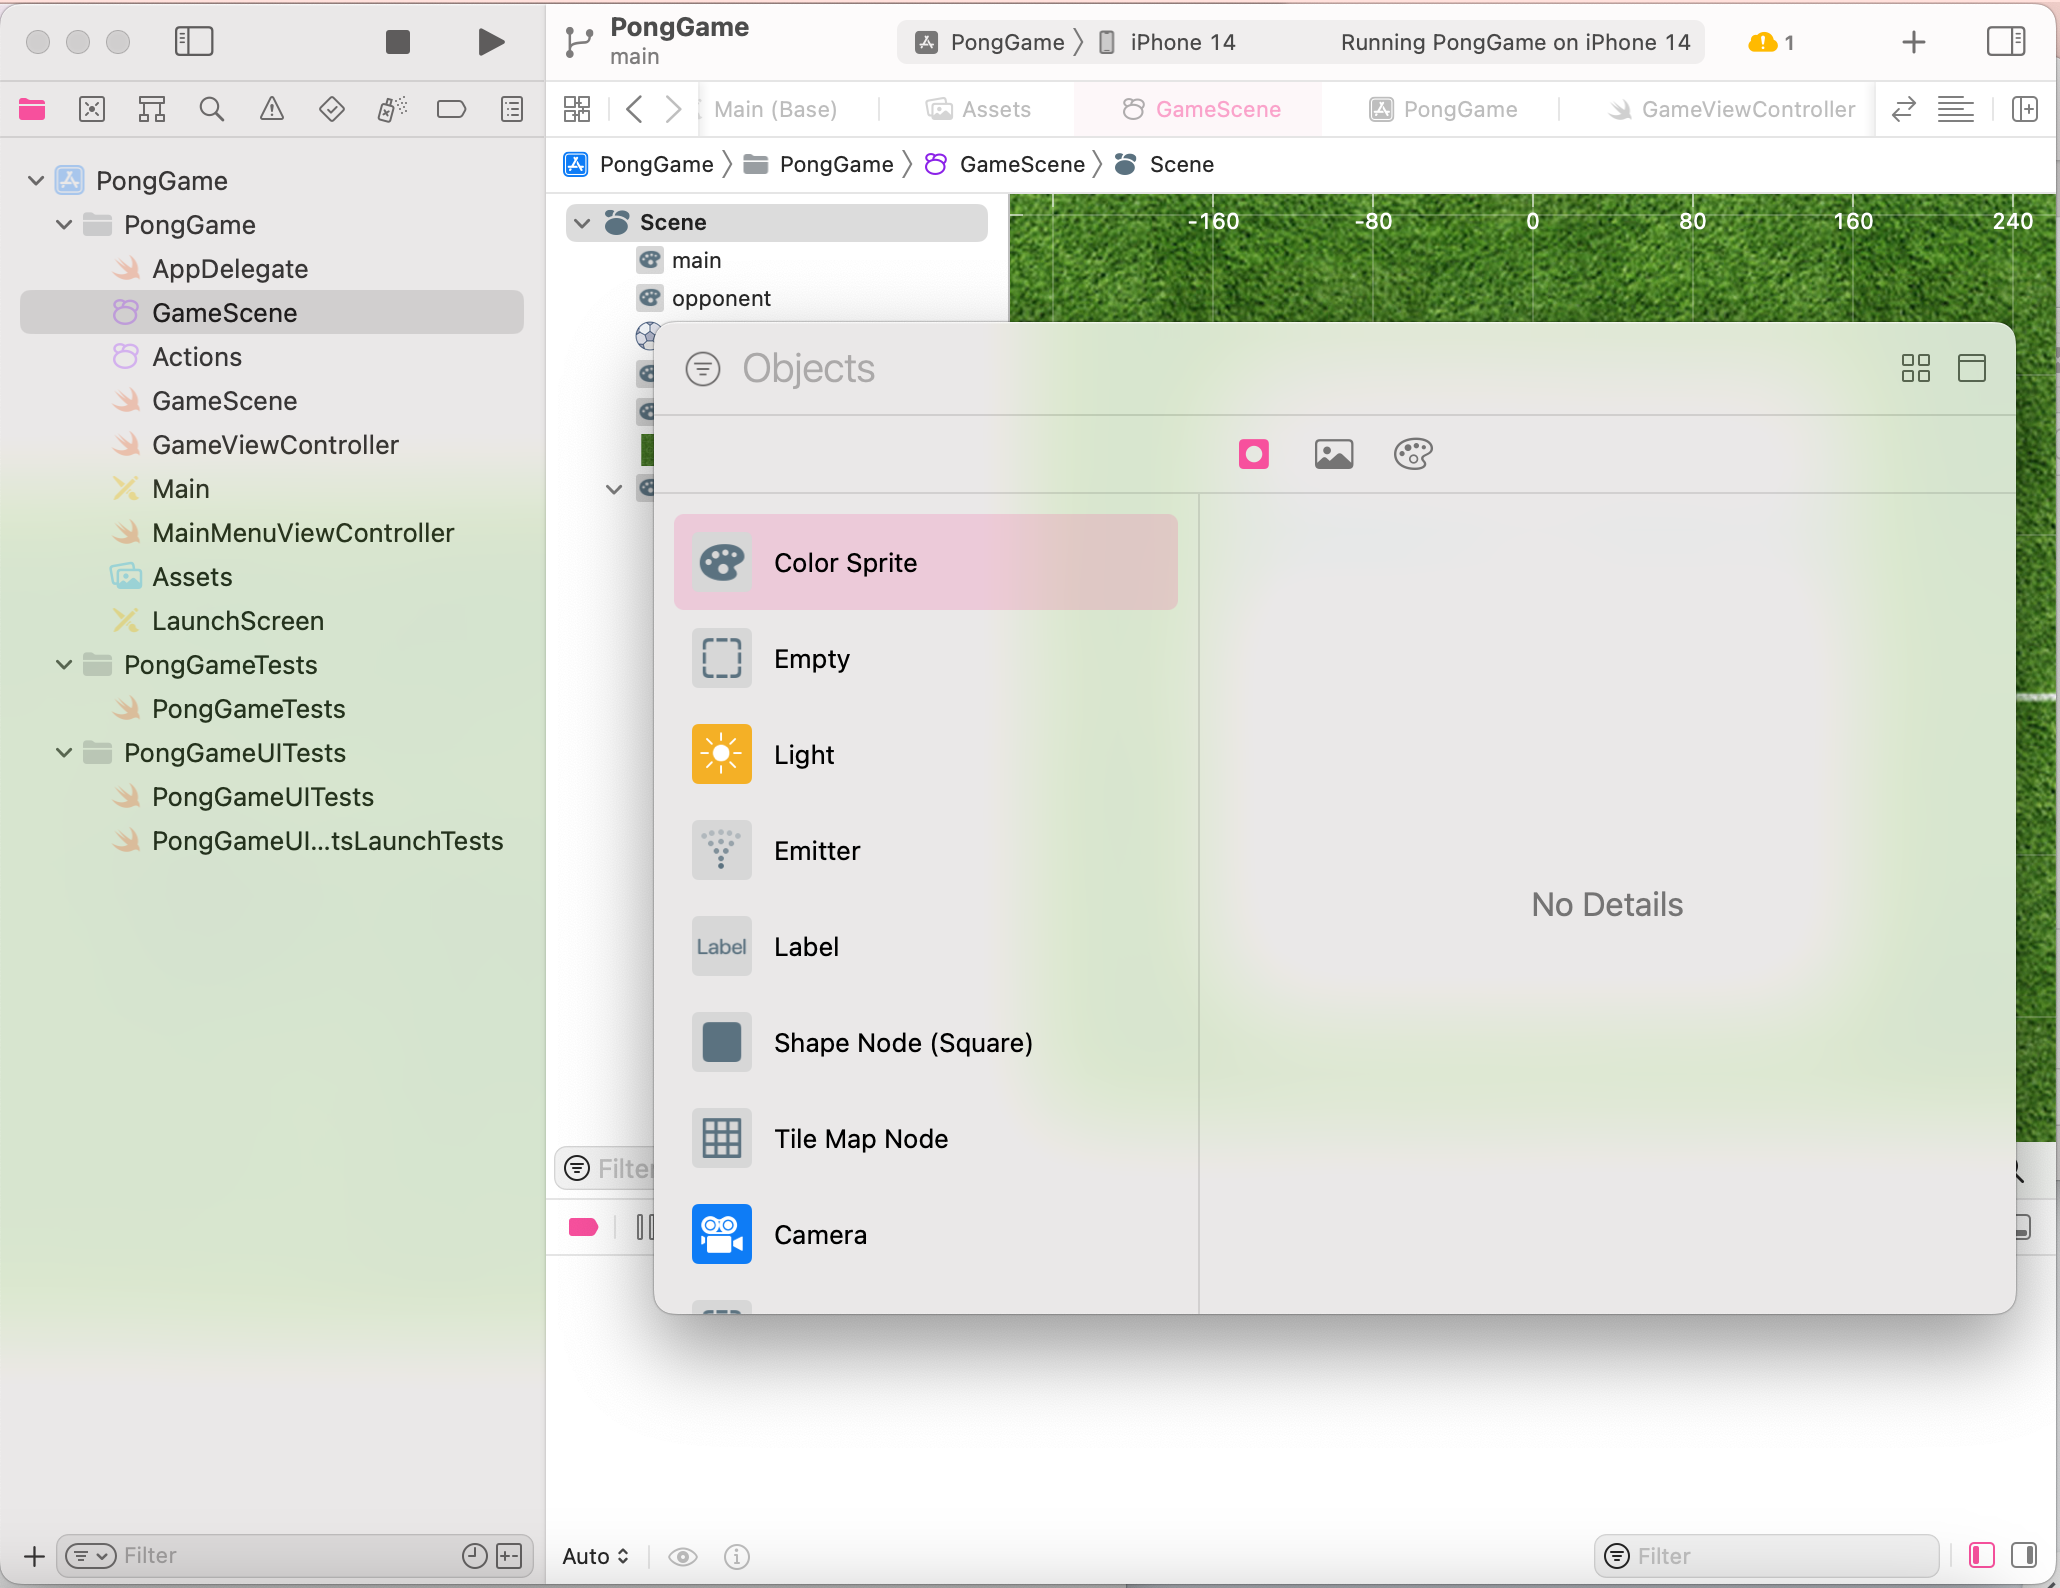 PongGame
main
PongGame
iPhone 14
Running PongGame on iPhone 14
1
Main (Base)
Assets
GameScene
PongGame
GameViewController
PongGame
PongGame
GameScene
Scene
PongGame
PongGame
AppDelegate
GameScene
Actions
GameScene
GameViewController
Main
MainMenuViewController
Assets
LaunchScreen
PongGameTests
PongGameTests
PongGameUITests
PongGameUITests
PongGameUI...tsLaunchTests
Scene
main
opponent
-160 -80 0 80 160 240
Objects
Color Sprite
Empty
Light
Emitter
Label Label
Shape Node (Square)
Tile Map Node
Camera
No Details
Filter
Filter
Auto
Filter